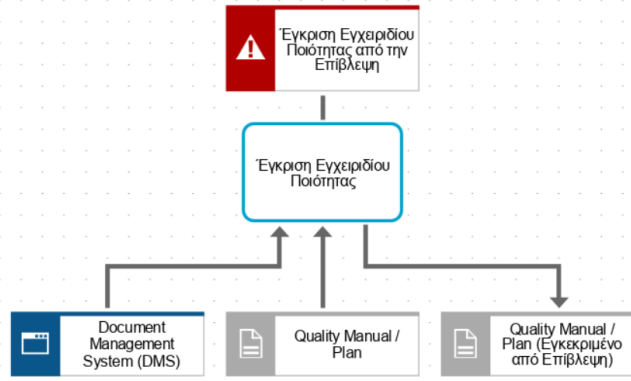 Έγκριση Εγχειριδίου
Ποιότητας από την
Επίβλεψη
Έγκριση Εγχειριδίου
Ποιότητας
Document
Management
System (DMS)
Quality Manual /
Plan
Quality Manual /
Plan (Εγκεκριμένο
από Επίβλεψη)